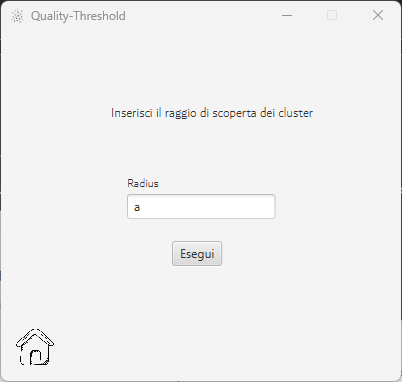 Quality-Threshold
Inserisci il raggio di scoperta dei cluster
Radius
a
Esegui